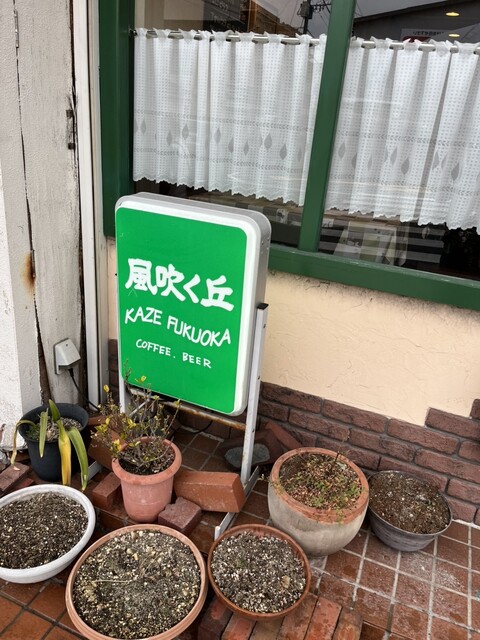 風吹く丘
KAZE FUKUOKA
COFFEE. BEER